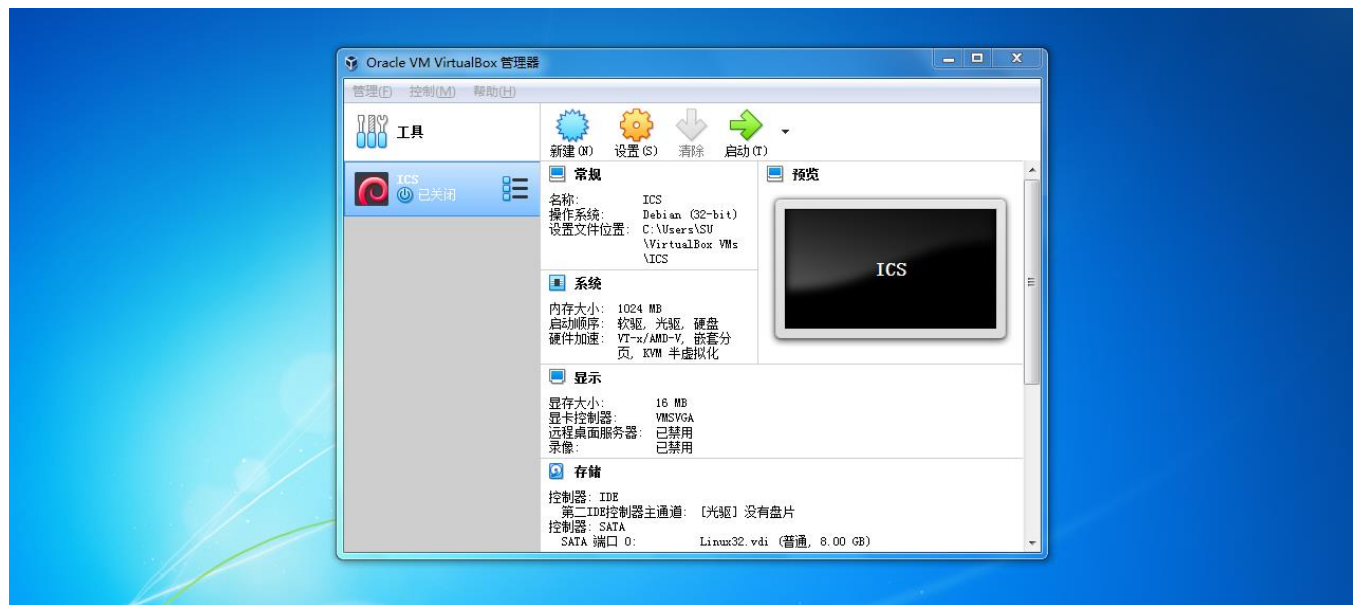 Oracle VM VirtualBox 管理器
管理(F) 控制(M) 帮助(H)
工具
新建(N) 设置(S) 清除 启动(T)
ICS
已关闭
常规
名称: ICS
操作系统: Debian (32-bit)
设置文件位置: C:\Users\SU
\VirtualBox VMs
\ICS
预览
ICS
系统
内存大小: 1024 MB
启动顺序: 软驱, 光驱, 硬盘
硬件加速: VT-x/AMD-V, 嵌套分
页, KVM 半虚拟化
显示
显存大小: 16 MB
显卡控制器: VMSVGA
远程桌面服务器: 已禁用
录像: 已禁用
存储
控制器: IDE
第二IDE控制器主通道: [光驱] 没有盘片
控制器: SATA
SATA 端口 0: Linux32.vdi (普通, 8.00 GB)